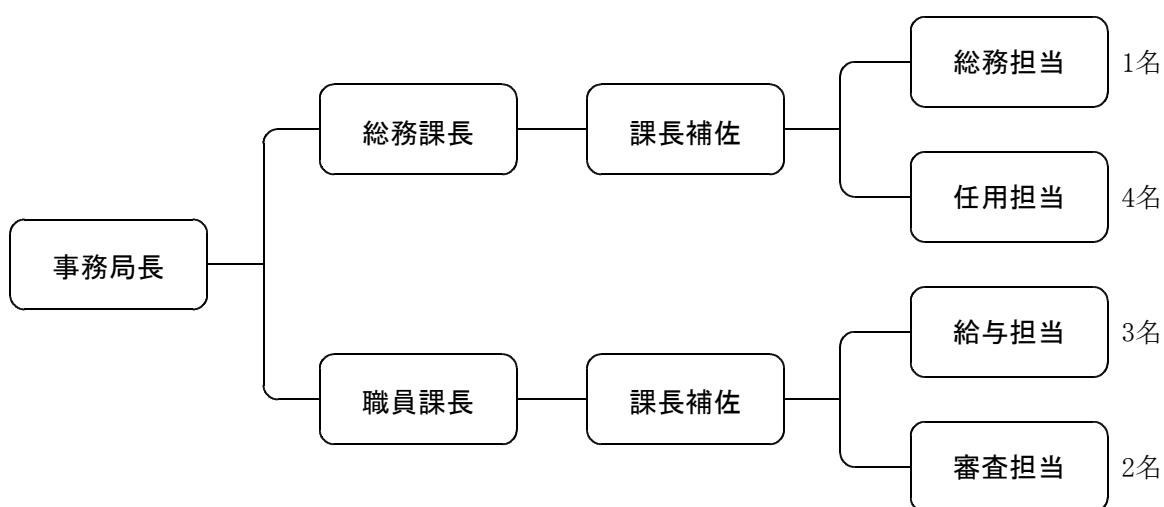 総務担当 1名
総務課長
課長補佐
任用担当 4名
事務局長
給与担当 3名
職員課長
課長補佐
審査担当 2名